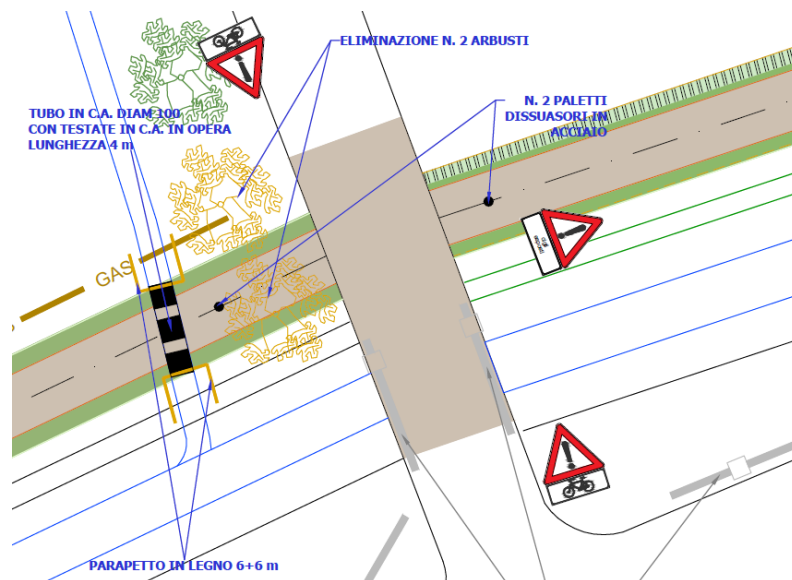 ELIMINAZIONE N. 2 ARBUSTI
TUBO IN C.A. DIAM 100
CON TESTATE IN C.A. IN OPERA
LUNGHEZZA 4 m
N. 2 PALETTI
DISSUASORI IN
ACCIAIO
GAS
PARAPETTO IN LEGNO 6+6 m